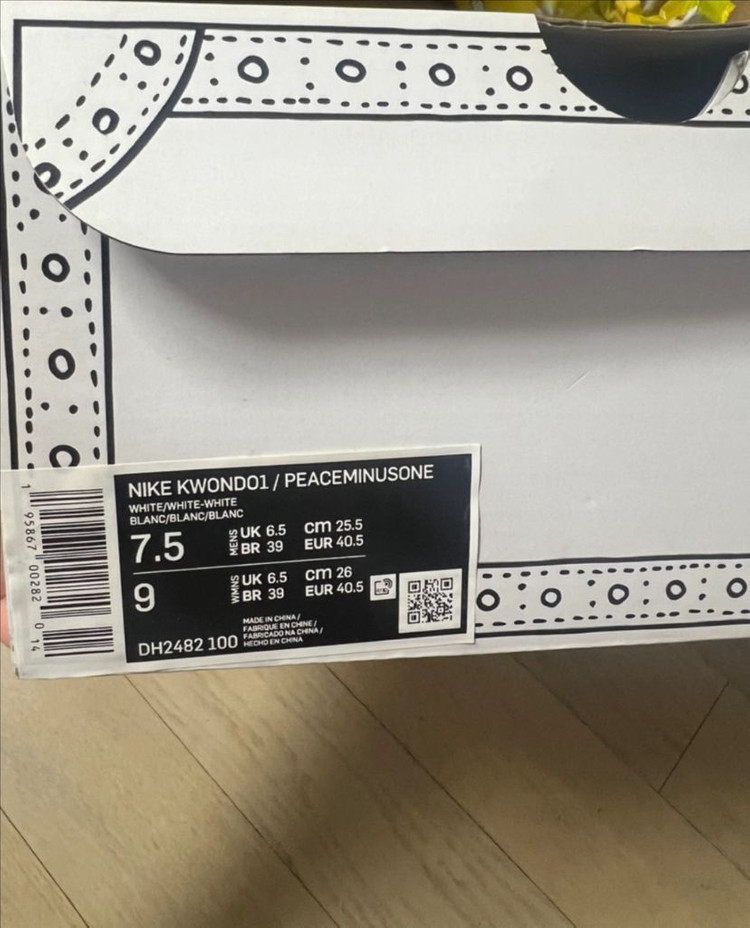 NIKE KWONDO1 / PEACEMINUSONE
WHITE/WHITE-WHITE
BLANC/BLANC/BLANC
7.5 MENS UK 6.5 cm 25.5
BR 39 EUR 40.5
9 WMNS UK 6.5 cm 26
BR 39 EUR 40.5
MADE IN CHINA /
FABRIQUE EN CHINE /
FABRICADO NA CHINA /
HECHO EN CHINA
DH2482 100
1 95867 00282 0 14